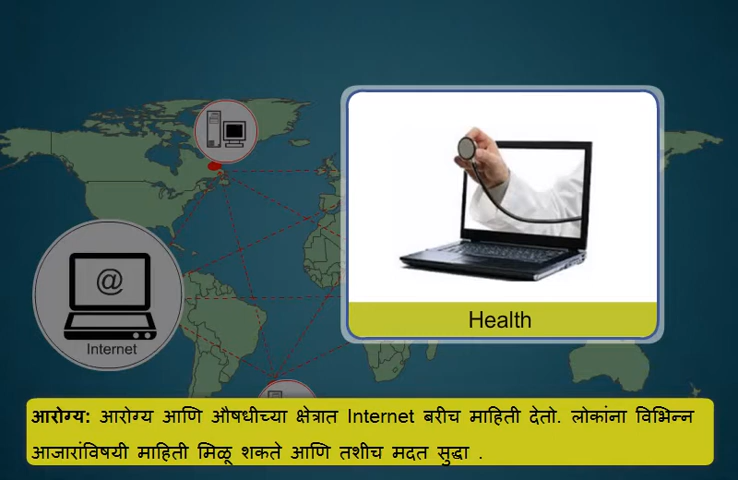 Health
@
Internet
आरोग्य: आरोग्य आणि औषधीच्या क्षेत्रात Internet बरीच माहिती देतो. लोकांना विभिन्न
आजारांविषयी माहिती मिळू शकते आणि तशीच मदत सुद्धा .